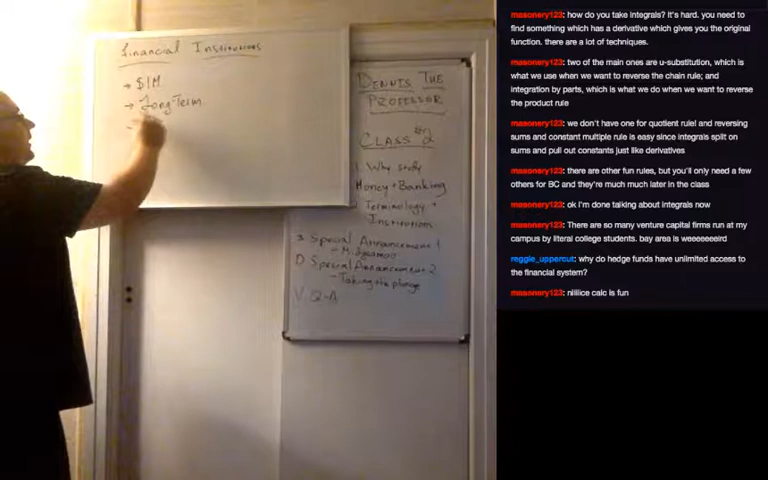 Financial Institutions
→ $1M
→ Long Term
DENNIS THE
PROFESSOR
CLASS 2
1. Why study
Money + Banking
2. Terminology +
Institution
3. Special Announcement 1
Special Announcement 2
- Taking the plunge
V. Q-A
masonery123: how do you take integrals? it's hard. you need to
find something which has a derivative which gives you the original
function. there are a lot of techniques.
masonery123: two of the main ones are u-substitution, which is
what we use when we want to reverse the chain rule; and
integration by parts, which is what we do when we want to reverse
the product rule
masonery123: we don't have one for quotient rule! and reversing
sums and constant multiple rule is easy since integrals split on
sums and pull out constants just like derivatives
masonery123: there are other fun rules, but you'll only need a few
others for BC and they're much much later in the class
masonery123: ok I'm done talking about integrals now
masonery123: There are so many venture capital firms run at my
campus by literal college students. bay area is weeeeeeeird
reggie_uppercut: why do hedge funds have unlimited access to
the financial system?
masonery123: niiiiice calc is fun